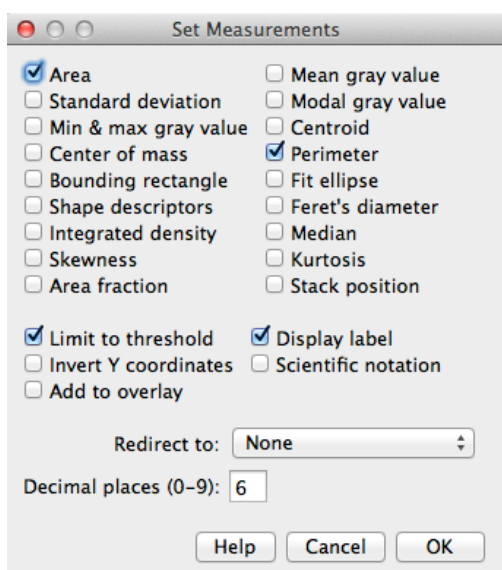 Set Measurements
Area Mean gray value
Standard deviation Modal gray value
Min & max gray value Centroid
Center of mass Perimeter
Bounding rectangle Fit ellipse
Shape descriptors Feret's diameter
Integrated density Median
Skewness Kurtosis
Area fraction Stack position
Limit to threshold Display label
Invert Y coordinates Scientific notation
Add to overlay
Redirect to: None
Decimal places (0-9): 6
Help Cancel OK